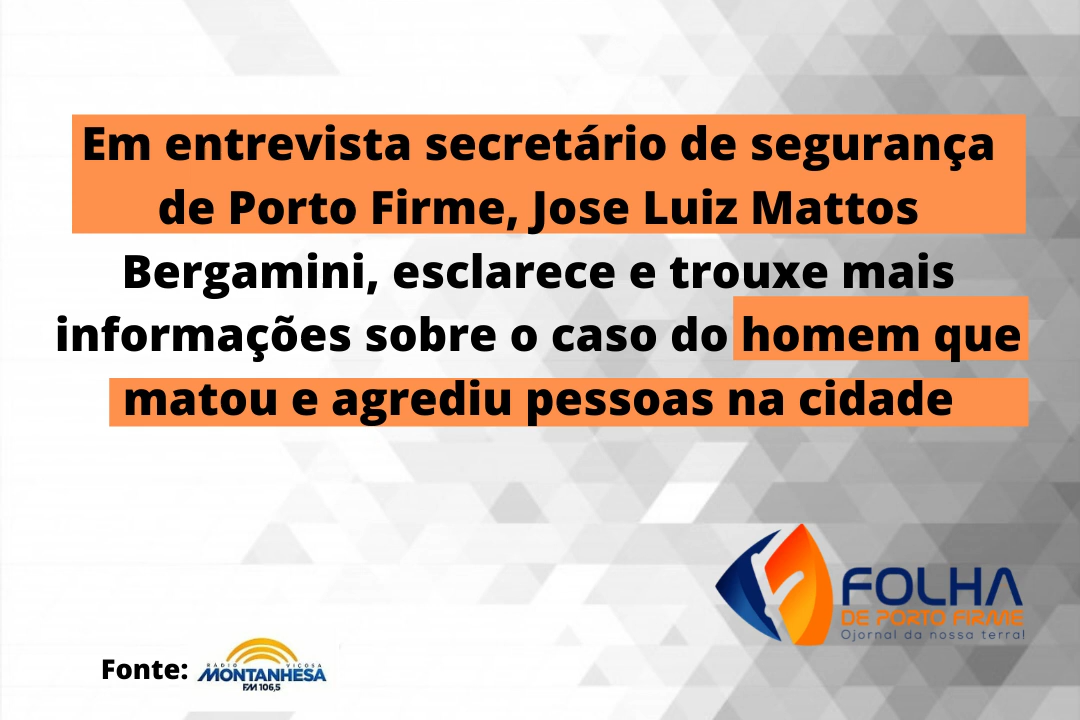 Em entrevista secretário de segurança
de Porto Firme, Jose Luiz Mattos
Bergamini, esclarece e trouxe mais
informações sobre o caso do homem que
matou e agrediu pessoas na cidade
FOLHA
DE PORTO FIRME
Ojornal da nossa terra!
Fonte:
RÁDIO VIÇOSA
MONTANHESA
FM 106,5